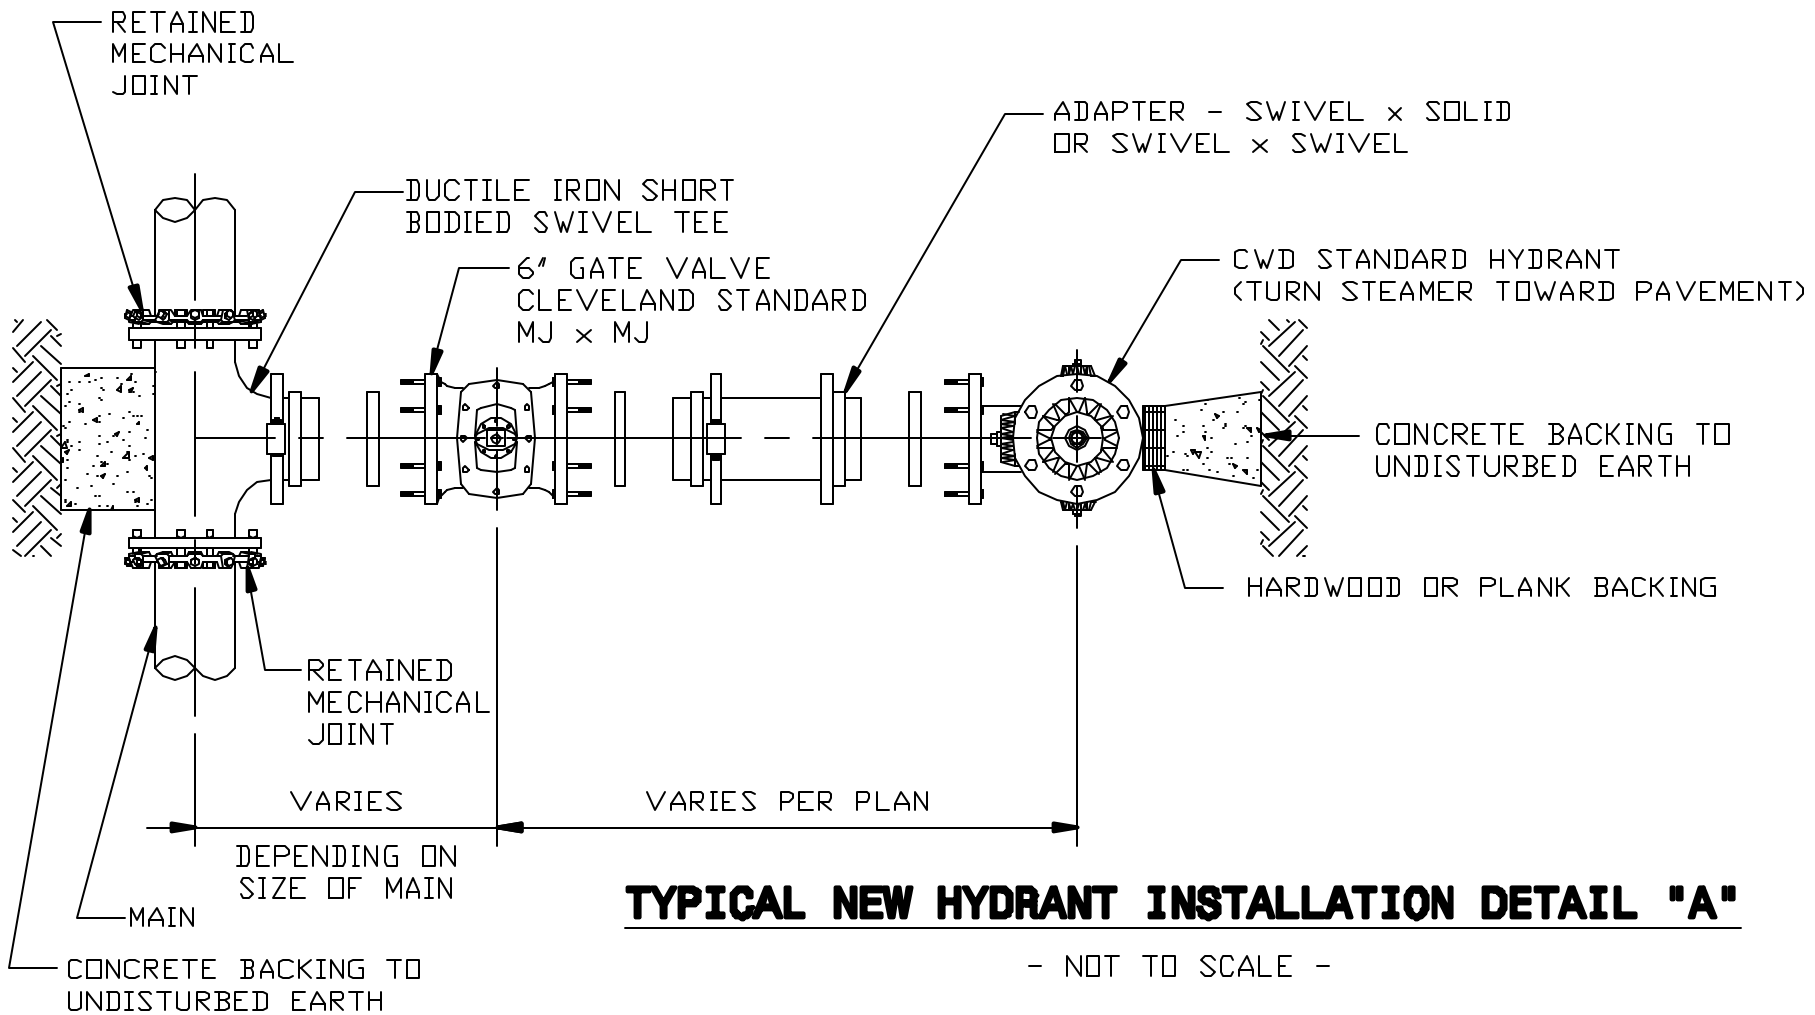 RETAINED
MECHANICAL
JOINT
ADAPTER - SWIVEL x SOLID
OR SWIVEL x SWIVEL
DUCTILE IRON SHORT
BODIED SWIVEL TEE
6" GATE VALVE
CLEVELAND STANDARD
MJ x MJ
CWD STANDARD HYDRANT
(TURN STEAMER TOWARD PAVEMENT)
CONCRETE BACKING TO
UNDISTURBED EARTH
HARDWOOD OR PLANK BACKING
RETAINED
MECHANICAL
JOINT
VARIES
VARIES PER PLAN
DEPENDING ON
SIZE OF MAIN
MAIN
CONCRETE BACKING TO
UNDISTURBED EARTH
TYPICAL NEW HYDRANT INSTALLATION DETAIL "A"
- NOT TO SCALE -